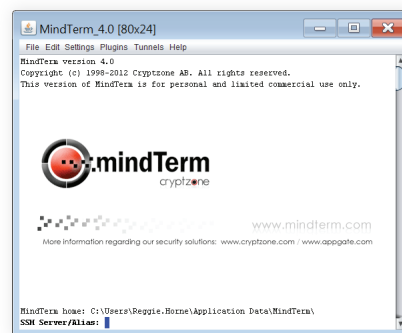 MindTerm_4.0 [80x24]
File Edit Settings Plugins Tunnels Help
MindTerm version 4.0
Copyright (c) 1998-2012 Cryptzone AB. All rights reserved.
This version of MindTerm is for personal and limited commercial use only.
mindTerm
cryptzone
www.mindterm.com
More information regarding our security solutions: www.cryptzone.com / www.appgate.com
MindTerm home: C:\Users\Reggie.Horne\Application Data\MindTerm\
SSH Server/Alias: